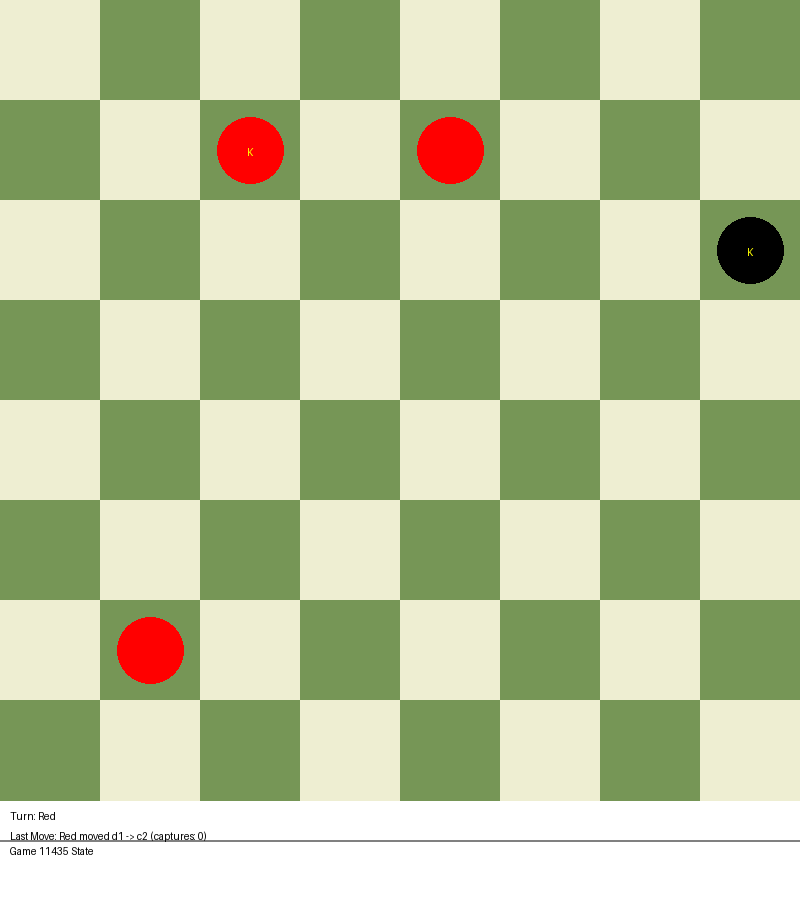 K
K
Turn: Red
Last Move: Red moved d1 -> c2 (captures: 0)
Game 11435 State